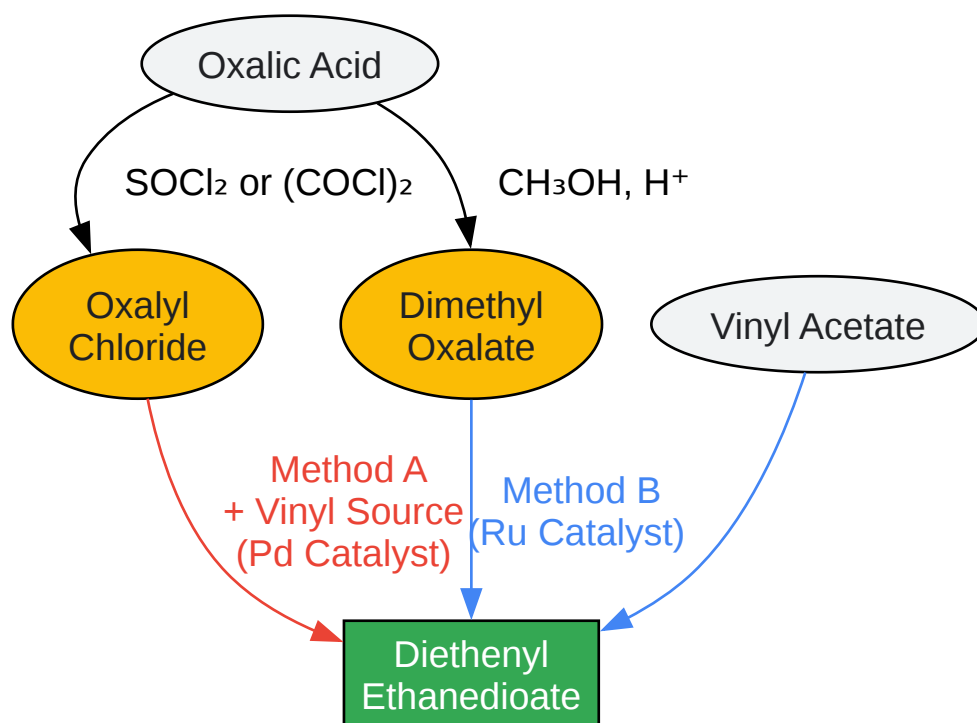 Oxalic Acid
SOCl₂ or (COCl)₂
CH₃OH, H⁺
Oxalyl
Chloride
Dimethyl
Oxalate
Vinyl Acetate
Method A
+ Vinyl Source
(Pd Catalyst)
Method B
(Ru Catalyst)
Diethenyl
Ethanedioate